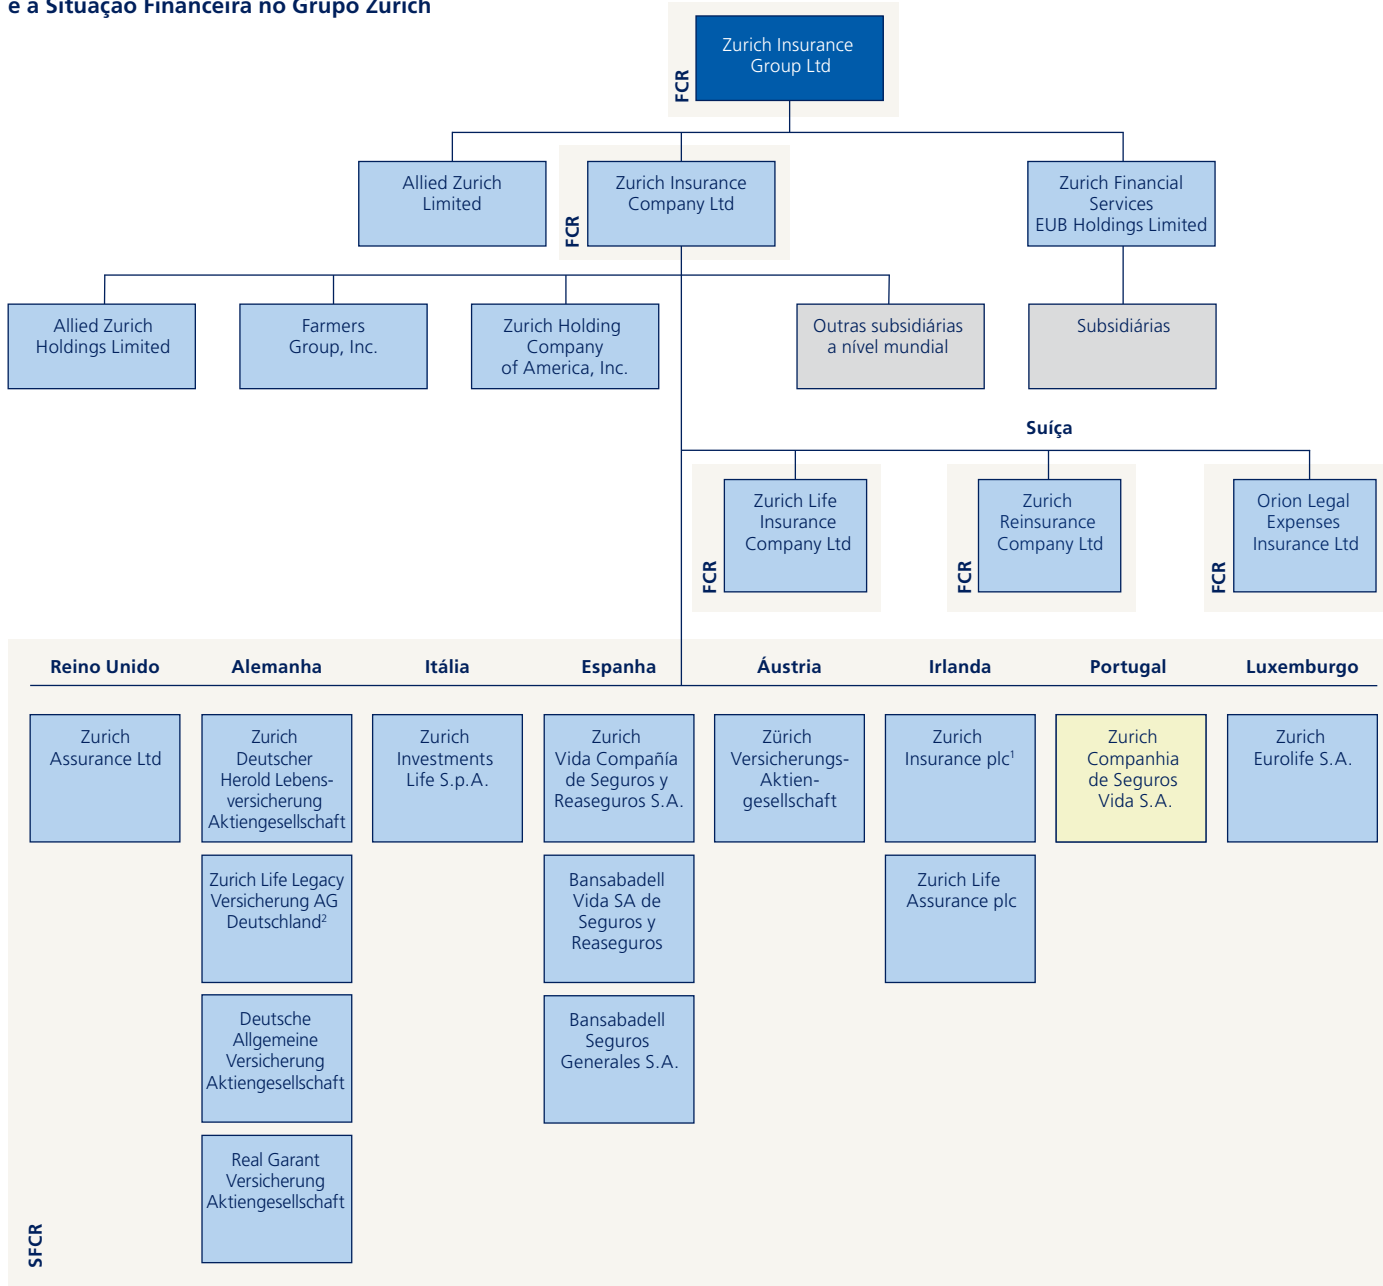 e a Situação Financeira no Grupo Zurich
FCR
Zurich Insurance
Group Ltd
Allied Zurich
Limited
FCR
Zurich Insurance
Company Ltd
Zurich Financial
Services
EUB Holdings Limited
Allied Zurich
Holdings Limited
Farmers
Group, Inc.
Zurich Holding
Company
of America, Inc.
Outras subsidiárias
a nível mundial
Subsidiárias
Suíça
FCR
Zurich Life
Insurance
Company Ltd
FCR
Zurich
Reinsurance
Company Ltd
FCR
Orion Legal
Expenses
Insurance Ltd
Reino Unido
Alemanha
Itália
Espanha
Áustria
Irlanda
Portugal
Luxemburgo
Zurich
Assurance Ltd
Zurich
Deutscher
Herold Lebens-
versicherung
Aktiengesellschaft
Zurich
Investments
Life S.p.A.
Zurich
Vida Compañía
de Seguros y
Reaseguros S.A.
Zürich
Versicherungs-
Aktien-
gesellschaft
Zurich
Insurance plc¹
Zurich
Companhia
de Seguros
Vida S.A.
Zurich
Eurolife S.A.
Zurich Life Legacy
Versicherung AG
Deutschland²
Bansabadell
Vida SA de
Seguros y
Reaseguros
Zurich Life
Assurance plc
Deutsche
Allgemeine
Versicherung
Aktiengesellschaft
Bansabadell
Seguros
Generales S.A.
Real Garant
Versicherung
Aktiengesellschaft
SFCR